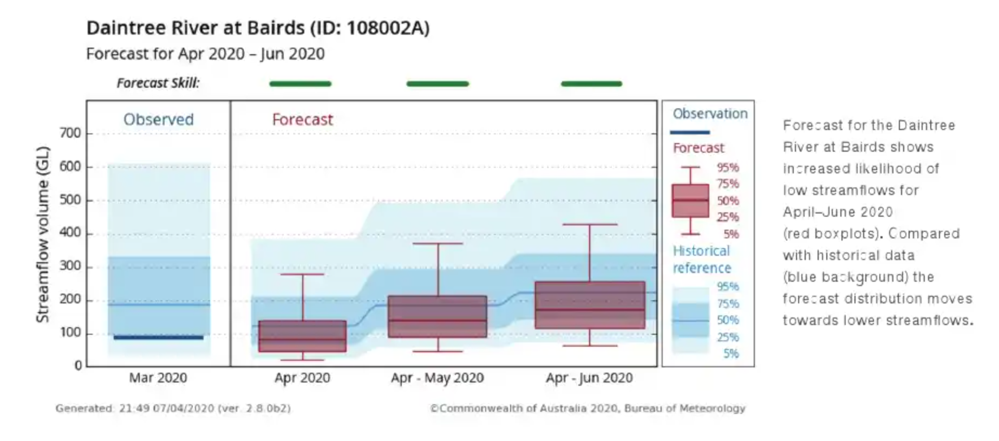 Daintree River at Bairds (ID: 108002A)
Forecast for Apr 2020 – Jun 2020
Forecast Skill:
Observed
Forecast
Streamflow volume (GL)
700
600
500
400
300
200
100
0
Mar 2020
Apr 2020
Apr - May 2020
Apr - Jun 2020
Observation
Forecast
95%
75%
50%
25%
5%
Historical
reference
95%
75%
50%
25%
5%
Forecast for the Daintree
River at Bairds shows
increased likelihood of
low streamflows for
April–June 2020
(red boxplots). Compared
with historical data
(blue background) the
forecast distribution moves
towards lower streamflows.
Generated: 21:49 07/04/2020 (ver. 2.8.0b2)
©Commonwealth of Australia 2020, Bureau of Meteorology